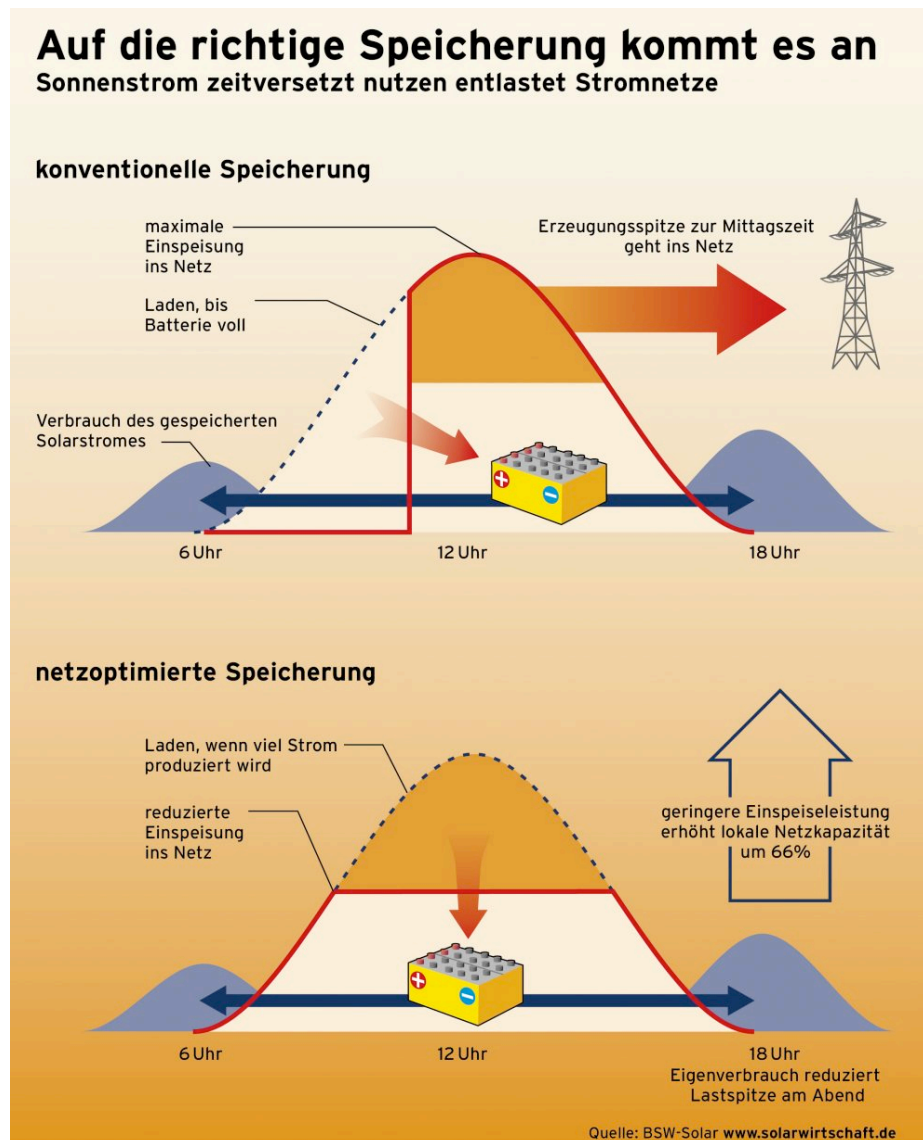 Auf die richtige Speicherung kommt es an
Sonnenstrom zeitversetzt nutzen entlastet Stromnetze
konventionelle Speicherung
maximale
Einspeisung
ins Netz
Erzeugungsspitze zur Mittagszeit
geht ins Netz
Laden, bis
Batterie voll
Verbrauch des gespeicherten
Solarstromes
6 Uhr
12 Uhr
18 Uhr
netzoptimierte Speicherung
Laden, wenn viel Strom
produziert wird
reduzierte
Einspeisung
ins Netz
geringere Einspeiseleistung
erhöht lokale Netzkapazität
um 66%
6 Uhr
12 Uhr
18 Uhr
Eigenverbrauch reduziert
Lastspitze am Abend
Quelle: BSW-Solar www.solarwirtschaft.de